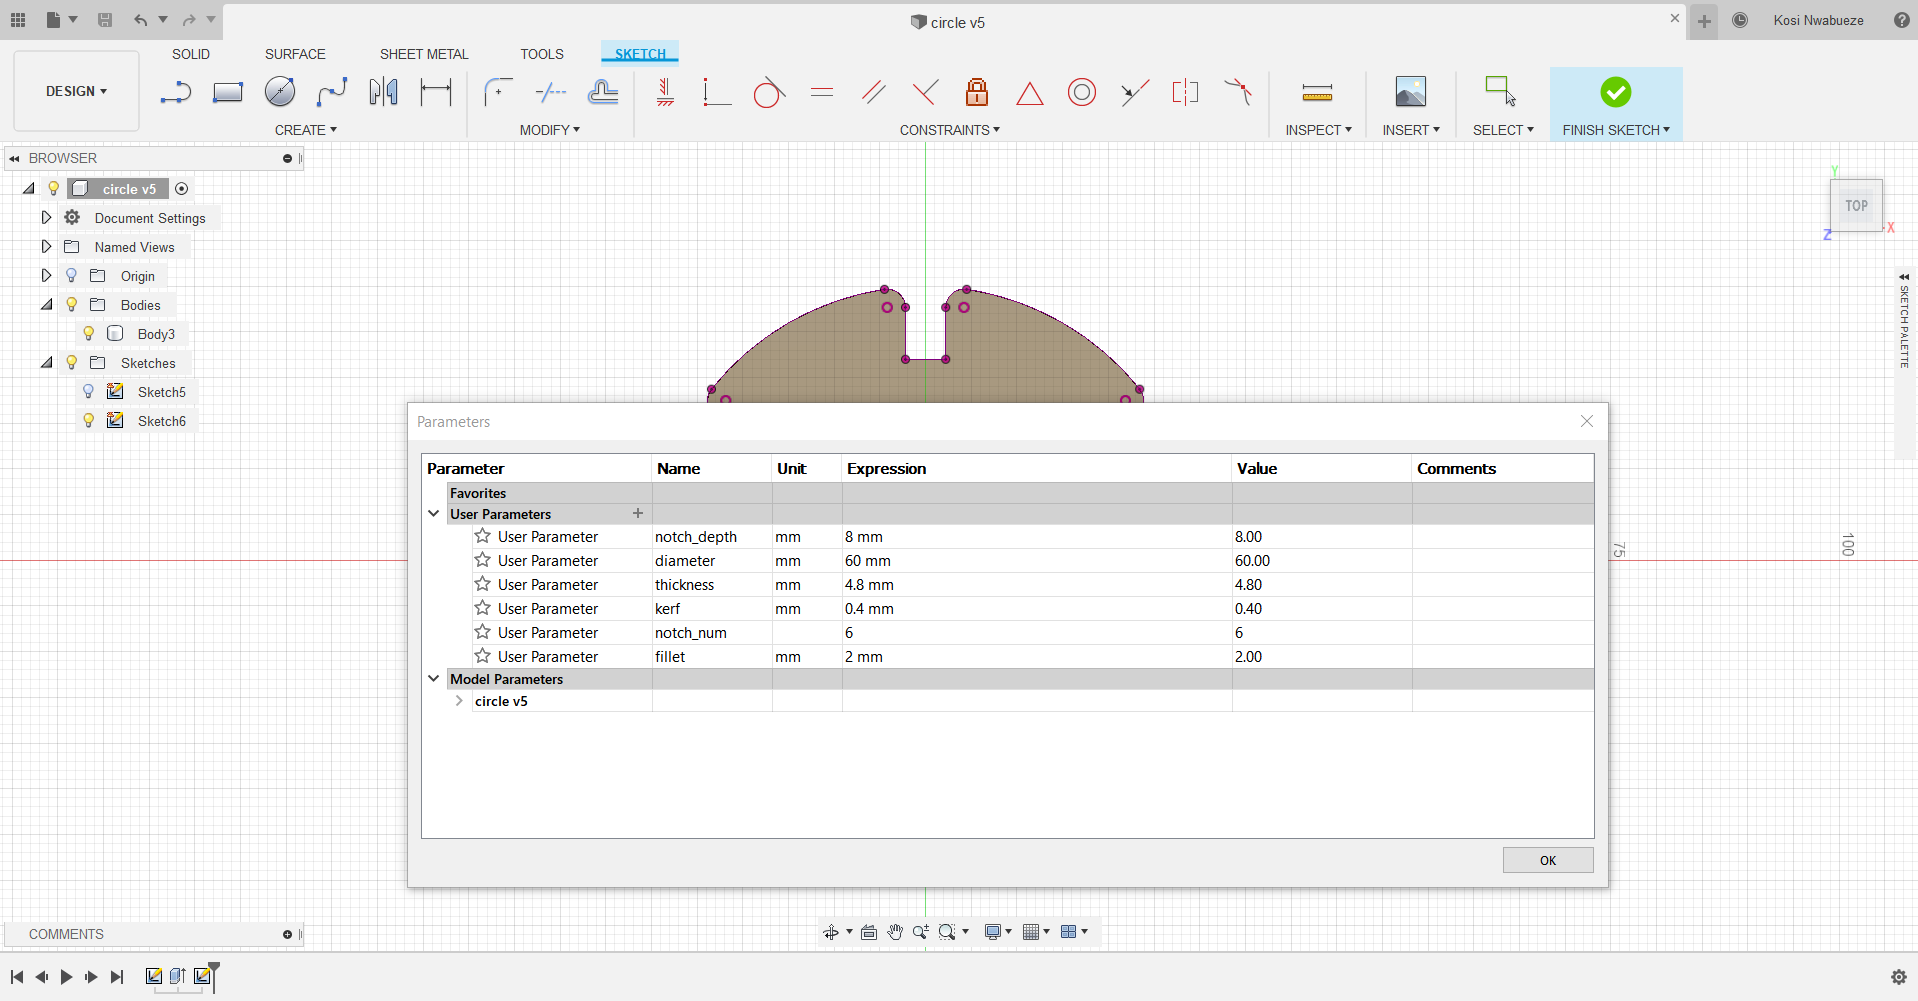 circle v5
Kosi Nwabueze
SOLID SURFACE SHEET METAL TOOLS SKETCH
DESIGN
CREATE MODIFY CONSTRAINTS INSPECT INSERT SELECT FINISH SKETCH
BROWSER
circle v5
Document Settings
Named Views
Origin
Bodies
Body3
Sketches
Sketch5
Sketch6
Y
TOP
X
Z
SKETCH PALETTE
75
100
Parameters
Parameter Name Unit Expression Value Comments
Favorites
User Parameters
User Parameter notch_depth mm 8 mm 8.00
User Parameter diameter mm 60 mm 60.00
User Parameter thickness mm 4.8 mm 4.80
User Parameter kerf mm 0.4 mm 0.40
User Parameter notch_num 6 6
User Parameter fillet mm 2 mm 2.00
Model Parameters
circle v5
OK
COMMENTS